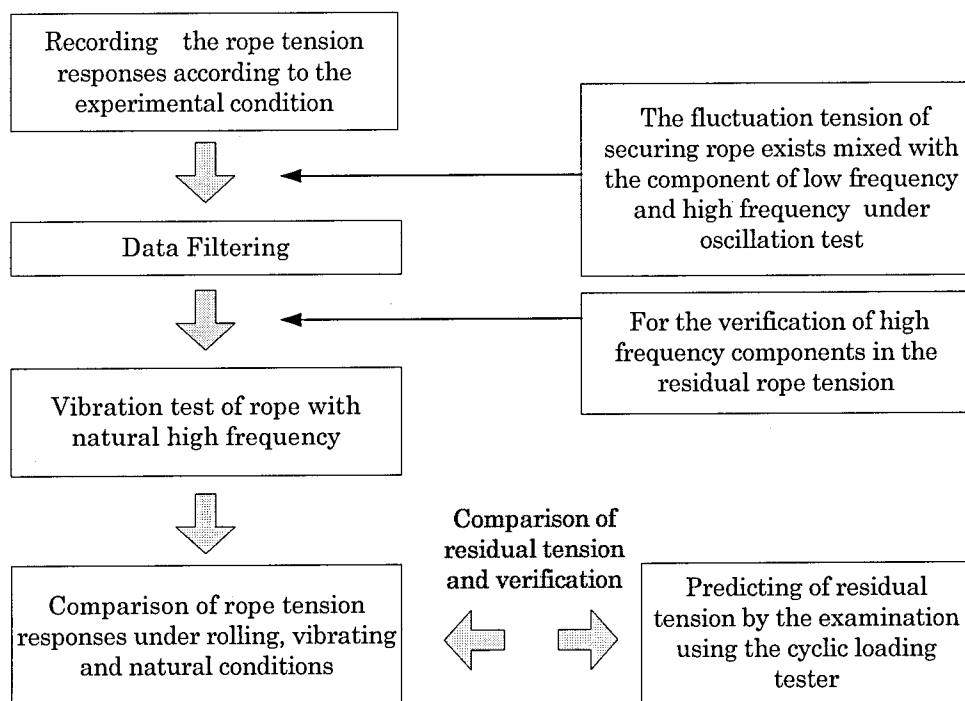 Recording the rope tension
responses according to the
experimental condition
The fluctuation tension of
securing rope exists mixed with
the component of low frequency
and high frequency under
oscillation test
Data Filtering
For the verification of high
frequency components in the
residual rope tension
Vibration test of rope with
natural high frequency
Comparison of
residual tension
and verification
Comparison of rope tension
responses under rolling, vibrating
and natural conditions
Predicting of residual
tension by the examination
using the cyclic loading
tester